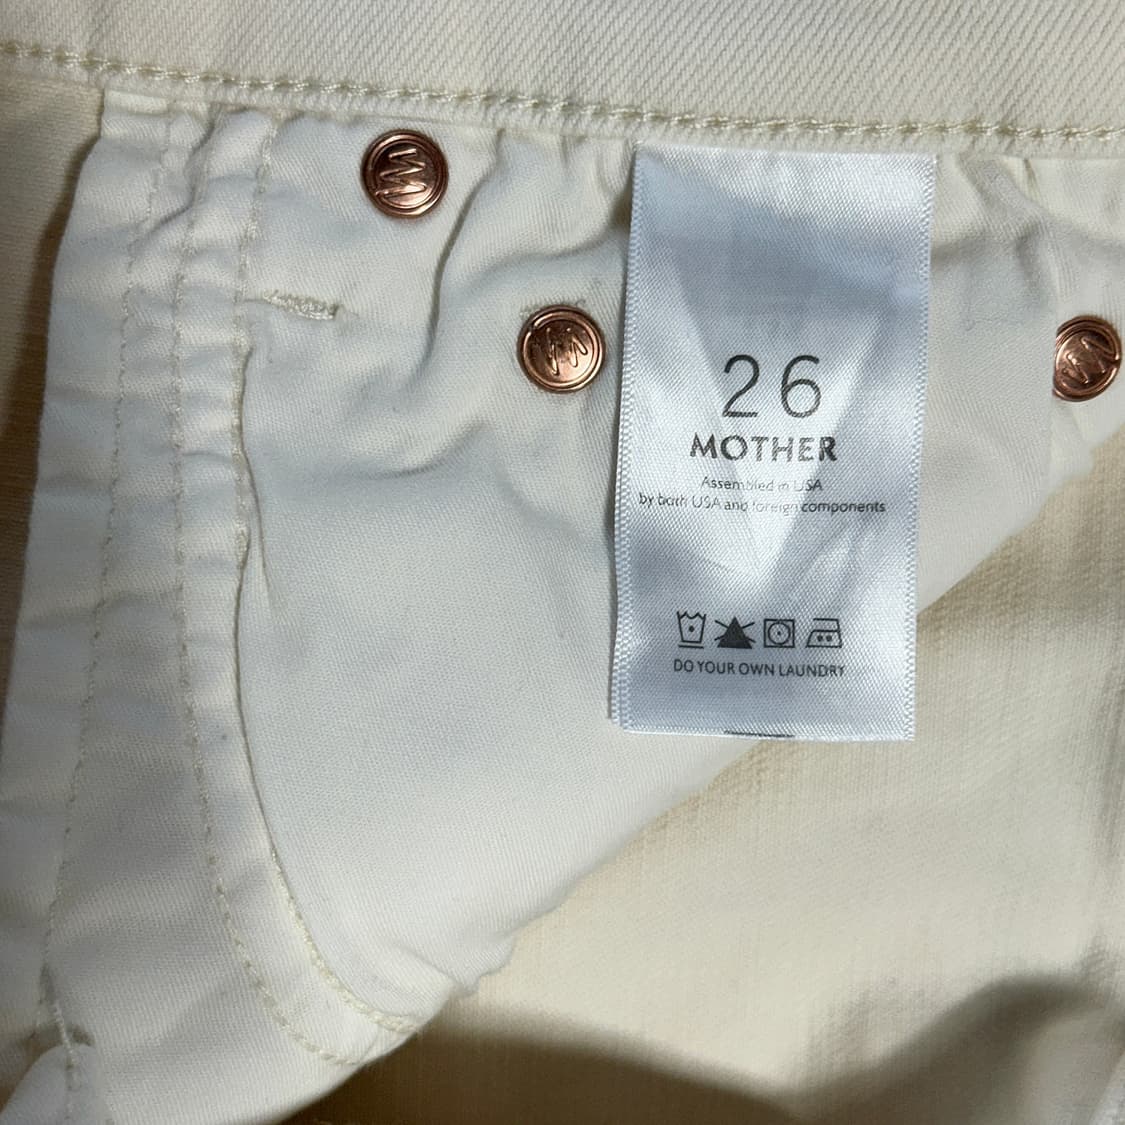 26
MOTHER
Assembled in USA
by both USA and foreign components
DO YOUR OWN LAUNDRY